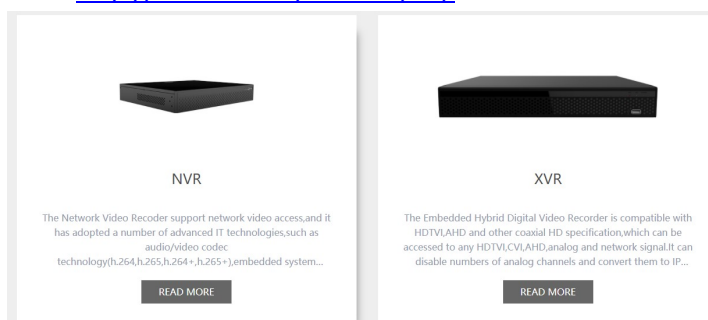 NVR
The Network Video Recoder support network video access,and it
has adopted a number of advanced IT technologies,such as
audio/video codec
technology(h.264,h.265,h.264+,h.265+),embedded system...
READ MORE
XVR
The Embedded Hybrid Digital Video Recorder is compatible with
HDTVI,AHD and other coaxial HD specification,which can be
accessed to any HDTVI,CVI,AHD,analog and network signal.It can
disable numbers of analog channels and convert them to IP...
READ MORE